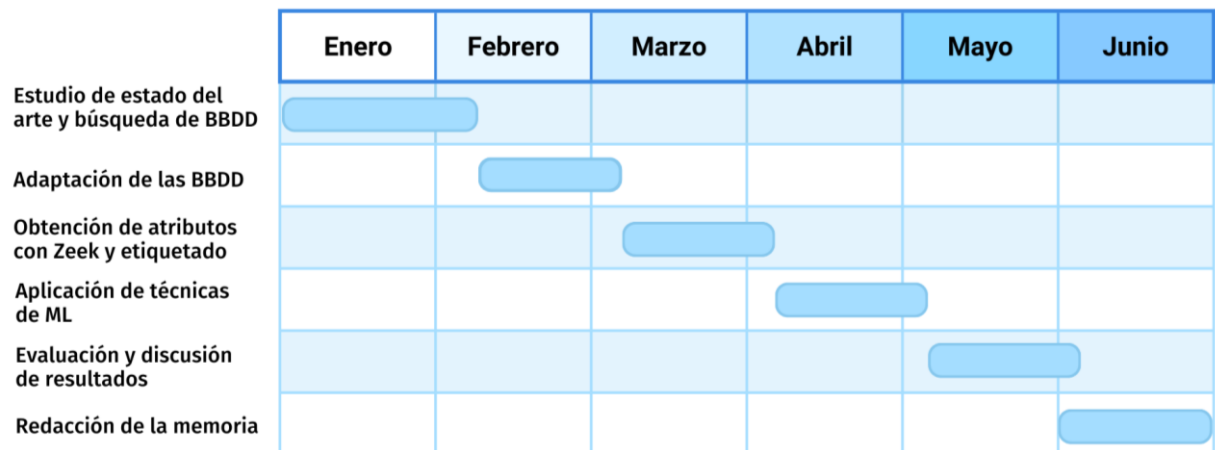 Enero Febrero Marzo Abril Mayo Junio
Estudio de estado del
arte y búsqueda de BBDD
Adaptación de las BBDD
Obtención de atributos
con Zeek y etiquetado
Aplicación de técnicas
de ML
Evaluación y discusión
de resultados
Redacción de la memoria